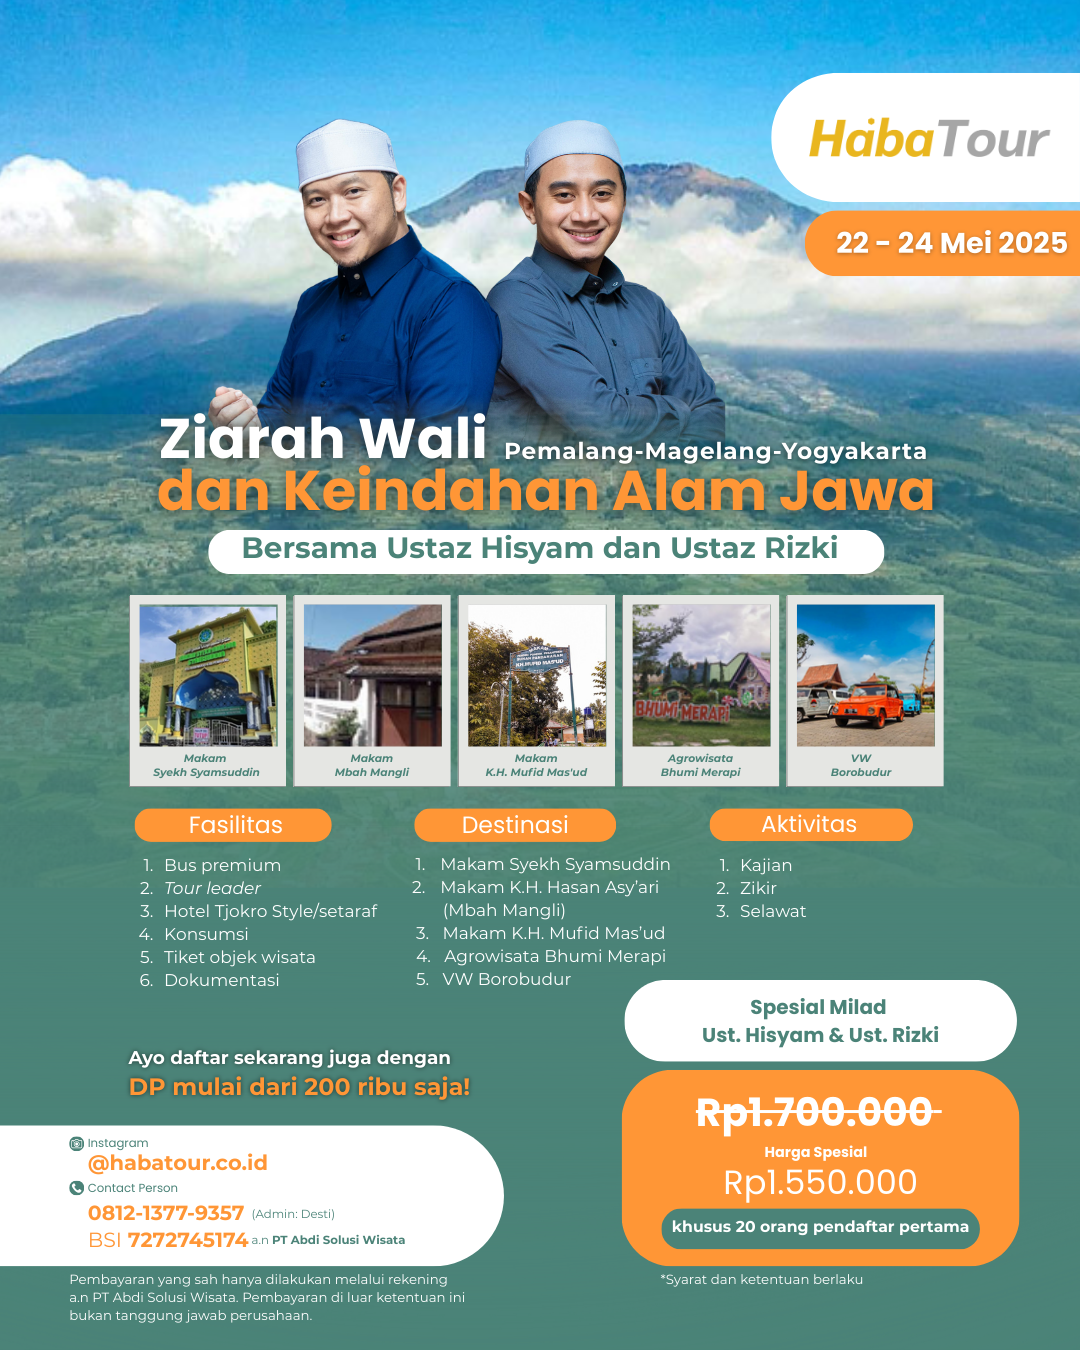 HabaTour
22 - 24 Mei 2025
Ziarah Wali Pemalang-Magelang-Yogyakarta
dan Keindahan Alam Jawa
Bersama Ustaz Hisyam dan Ustaz Rizki
MAKAM
KH.MUFID MAS'UD
BHUMI MERAPI
Makam
Syekh Syamsuddin
Makam
Mbah Mangli
Makam
K.H. Mufid Mas'ud
Agrowisata
Bhumi Merapi
VW
Borobudur
Fasilitas
1. Bus premium
2. Tour leader
3. Hotel Tjokro Style/setaraf
4. Konsumsi
5. Tiket objek wisata
6. Dokumentasi
Destinasi
1. Makam Syekh Syamsuddin
2. Makam K.H. Hasan Asy'ari
(Mbah Mangli)
3. Makam K.H. Mufid Mas'ud
4. Agrowisata Bhumi Merapi
5. VW Borobudur
Aktivitas
1. Kajian
2. Zikir
3. Selawat
Ayo daftar sekarang juga dengan
DP mulai dari 200 ribu saja!
Instagram
@habatour.co.id
Contact Person
0812-1377-9357 (Admin: Desti)
BSI 7272745174 a.n PT Abdi Solusi Wisata
Pembayaran yang sah hanya dilakukan melalui rekening
a.n PT Abdi Solusi Wisata. Pembayaran di luar ketentuan ini
bukan tanggung jawab perusahaan.
Spesial Milad
Ust. Hisyam & Ust. Rizki
Rp1.700.000
Harga Spesial
Rp1.550.000
khusus 20 orang pendaftar pertama
*Syarat dan ketentuan berlaku